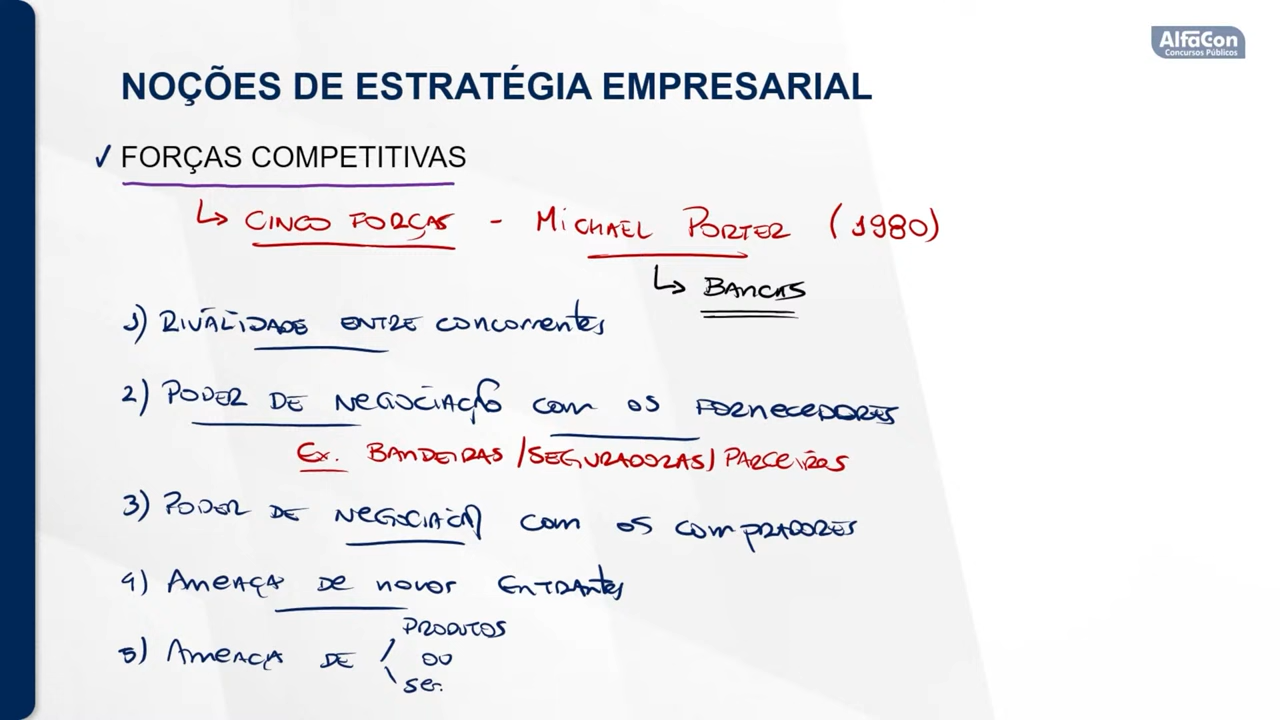 AlfaCon
Concursos Públicos
NOÇÕES DE ESTRATÉGIA EMPRESARIAL
✓ FORÇAS COMPETITIVAS
↳ CINCO FORÇAS - MICHAEL PORTER (1980)
↳ BANCAS
1) RIVALIDADE ENTRE CONCORRENTES
2) PODER DE NEGOCIAÇÃO COM OS FORNECEDORES
Ex. BANDEIRAS / SEGURADORAS / PARCEIROS
3) PODER DE NEGOCIAÇÃO COM OS COMPRADORES
4) AMEAÇA DE NOVOS ENTRANTES
PRODUTOS
5) AMEAÇA DE / OU
\ SER.